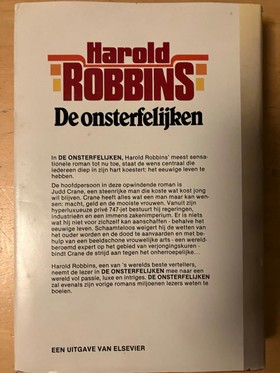 Harold
ROBBINS
De onsterfelijken
In DE ONSTERFELIJKEN, Harold Robbins' meest sensa-
tionele roman tot nu toe, staat de wens centraal die
iedereen diep in zijn hart koestert: het eeuwige leven te
hebben.
De hoofdpersoon in deze opwindende roman is
Judd Crane, een steenrijke man die koste wat kost jong
wil blijven. Crane heeft alles wat een man maar kan wen-
sen: macht, geld en de mooiste vrouwen. Vanuit zijn
hyperluxueuze privé 747-jet bestuurt hij regeringen,
industrieën en een immens zakenimperium. Er is niets
wat hij niet voor zichzelf kan aanschaffen - behalve het
eeuwige leven. Schaamteloos weigert hij de wetten van
het ouder worden en de dood te aanvaarden en met be-
hulp van een beeldschone vrouwelijke arts - een wereld-
beroemd expert op het gebied van verjongingskuren -
bindt Crane de strijd aan tegen het onherroepelijke....
Harold Robbins, een van 's werelds beste vertellers,
neemt de lezer in DE ONSTERFELIJKEN mee naar een
wereld vol passie, luxe en intriges. DE ONSTERFELIJKEN
zal evenals zijn vorige romans miljoenen lezers weten te
boeien.
EEN UITGAVE VAN ELSEVIER